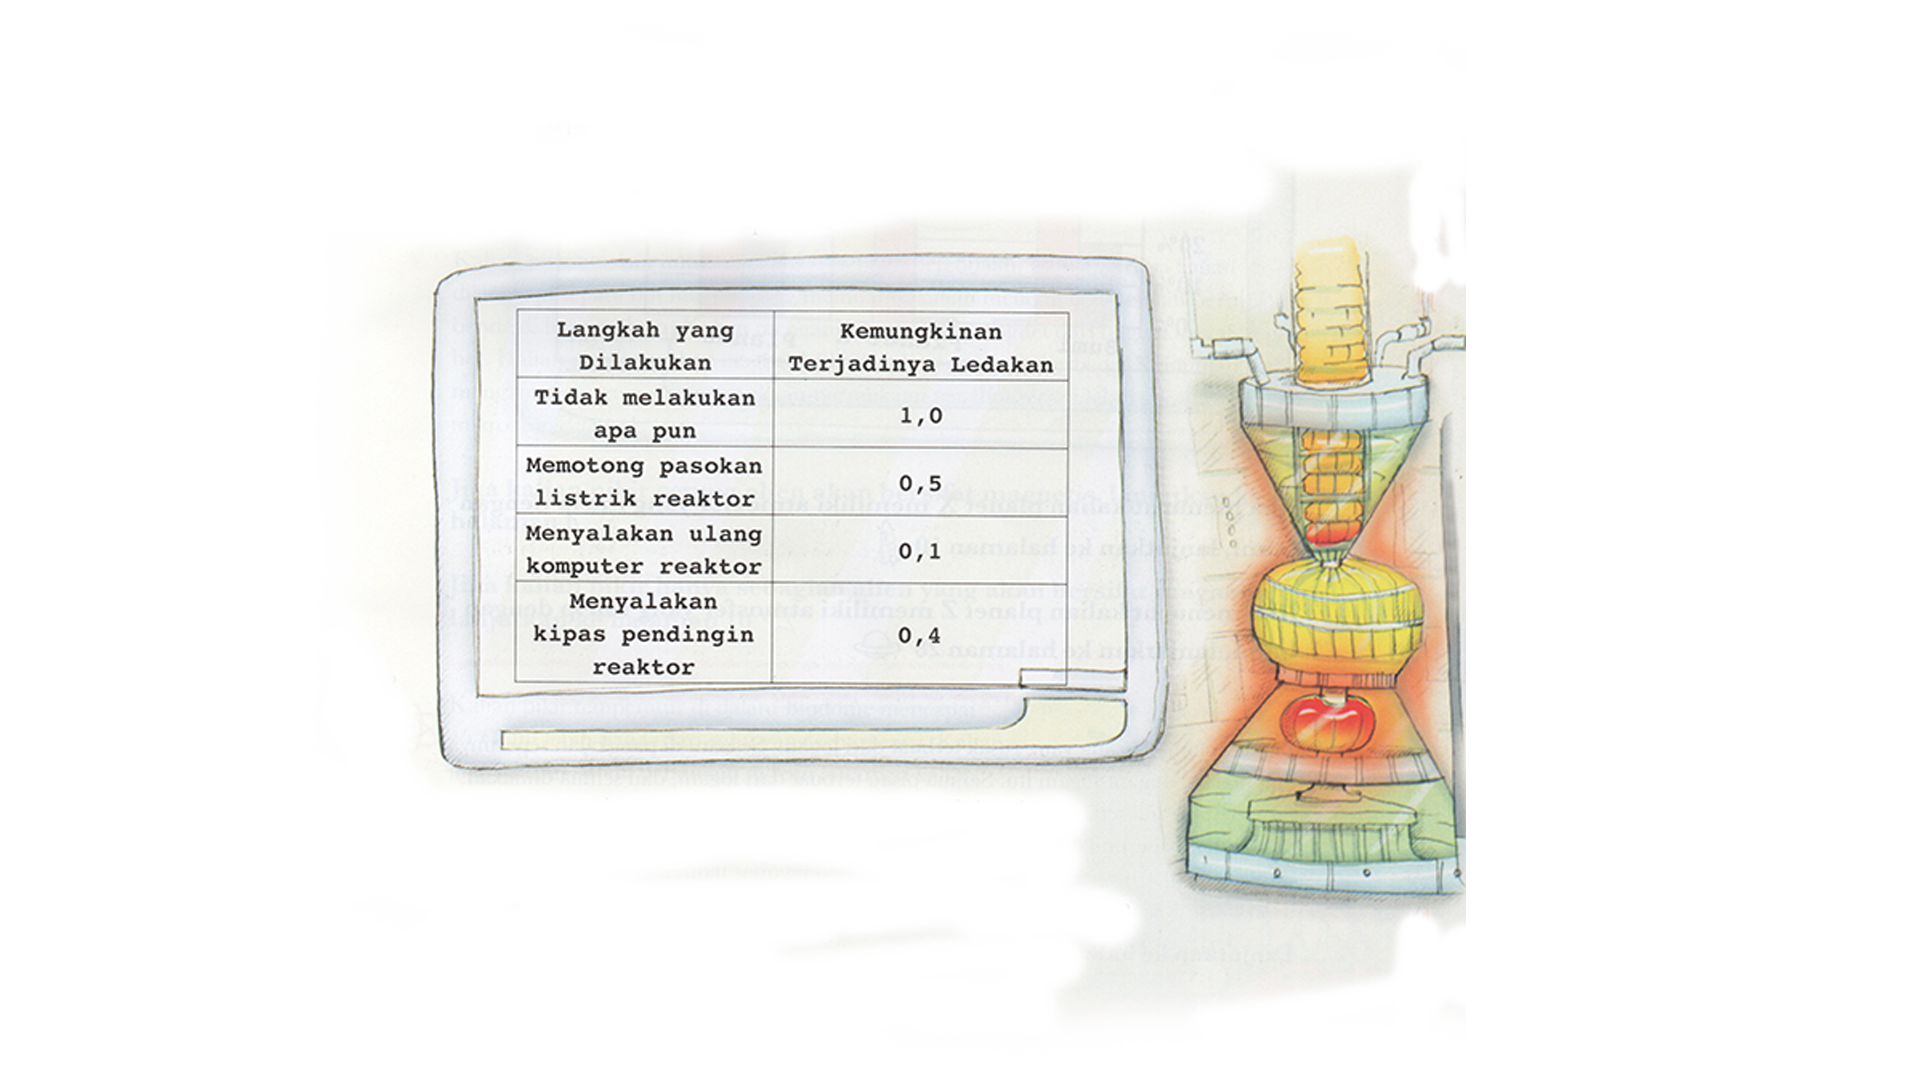 Langkah yang
Dilakukan
Kemungkinan
Terjadinya Ledakan
Tidak melakukan
apa pun
1,0
Memotong pasokan
listrik reaktor
0,5
Menyalakan ulang
komputer reaktor
0,1
Menyalakan
kipas pendingin
reaktor
0,4